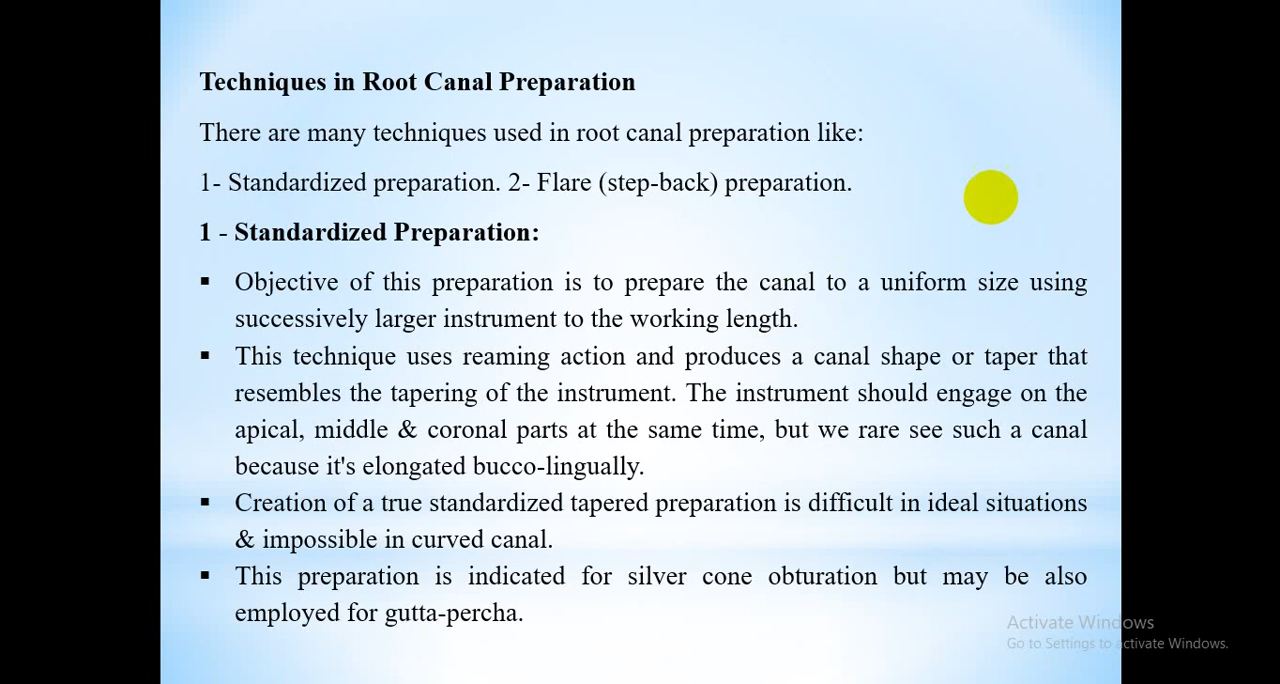 Techniques in Root Canal Preparation
There are many techniques used in root canal preparation like:
1- Standardized preparation. 2- Flare (step-back) preparation.
1 - Standardized Preparation:
▪ Objective of this preparation is to prepare the canal to a uniform size using
successively larger instrument to the working length.
▪ This technique uses reaming action and produces a canal shape or taper that
resembles the tapering of the instrument. The instrument should engage on the
apical, middle & coronal parts at the same time, but we rare see such a canal
because it's elongated bucco-lingually.
▪ Creation of a true standardized tapered preparation is difficult in ideal situations
& impossible in curved canal.
▪ This preparation is indicated for silver cone obturation but may be also
employed for gutta-percha.
Activate Windows
Go to Settings to activate Windows.